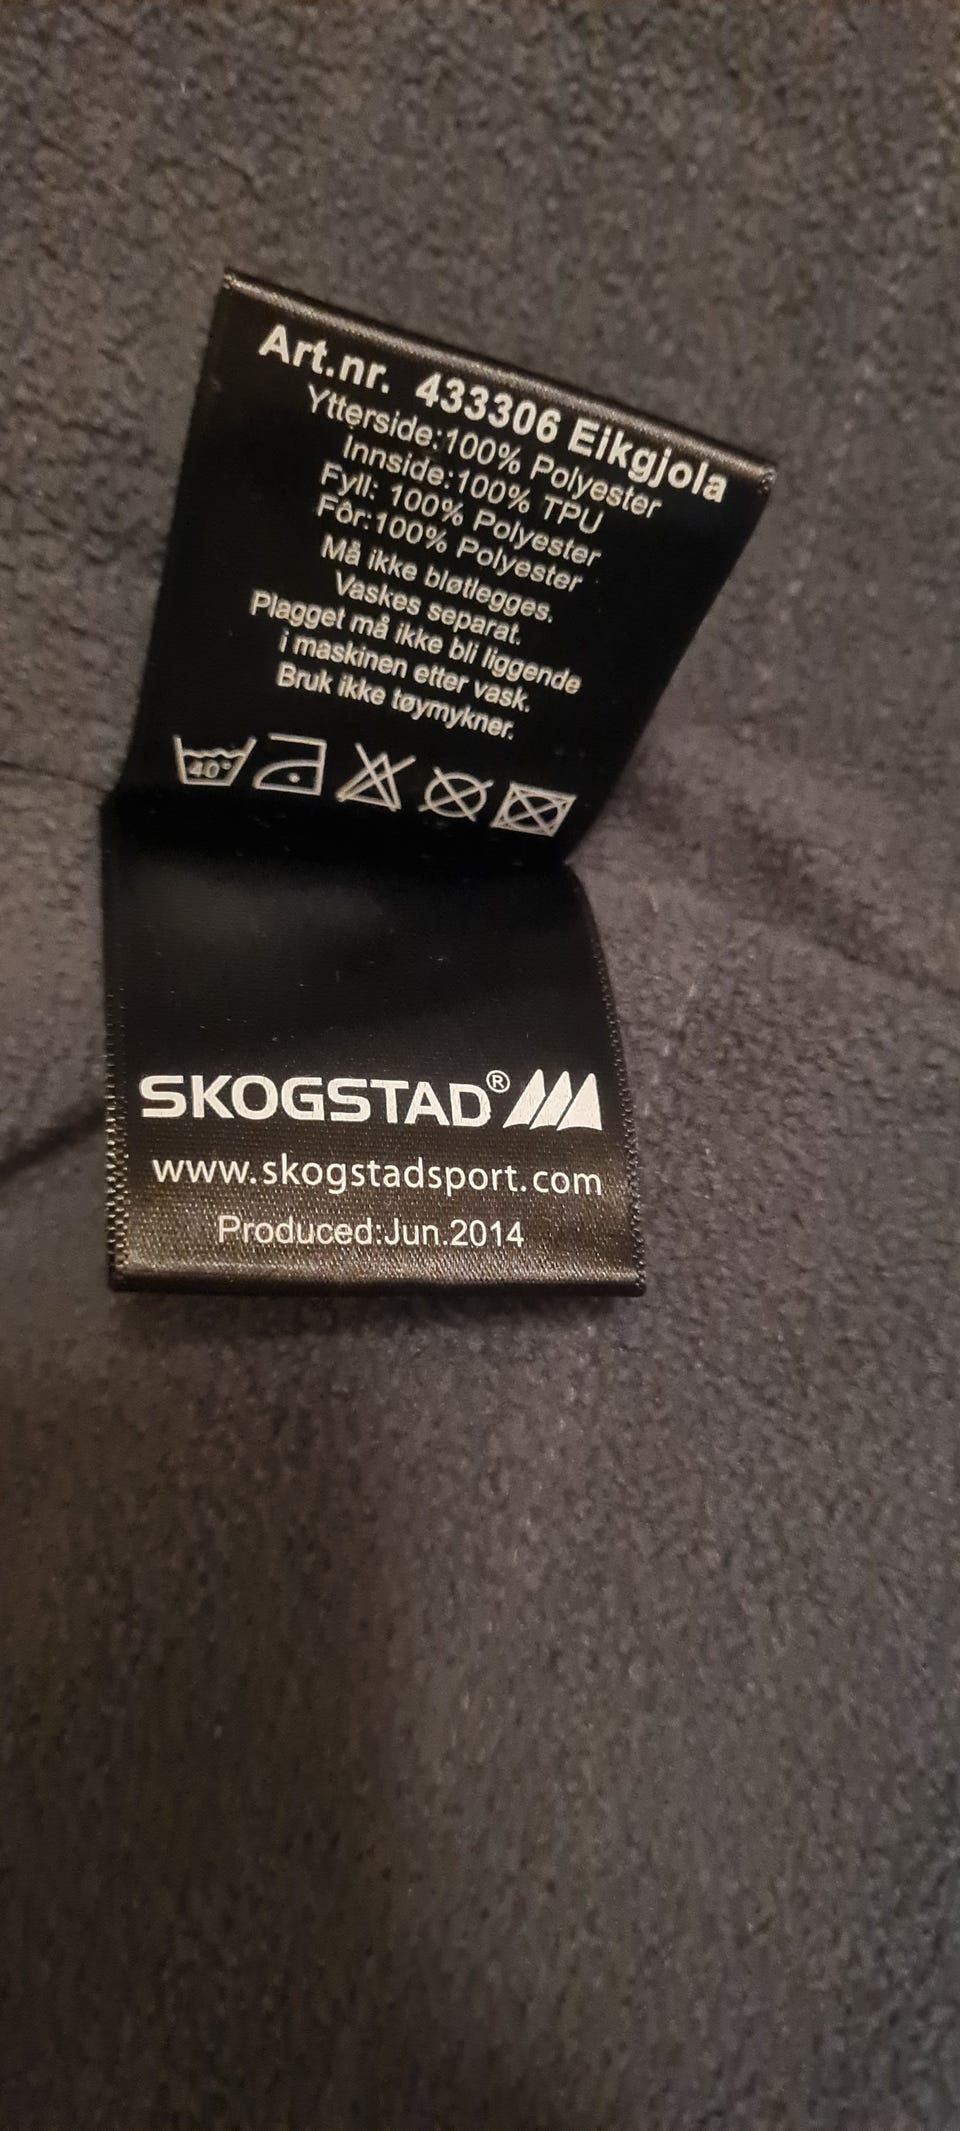 Art.nr. 433306 Eikgjola
Ytterside:100% Polyester
Innside:100% TPU
Fyll: 100% Polyester
Fôr:100% Polyester
Må ikke bløtlegges.
Vaskes separat.
Plagget må ikke bli liggende
i maskinen etter vask.
Bruk ikke tøymykner.
40°
SKOGSTAD®
www.skogstadsport.com
Produced:Jun.2014